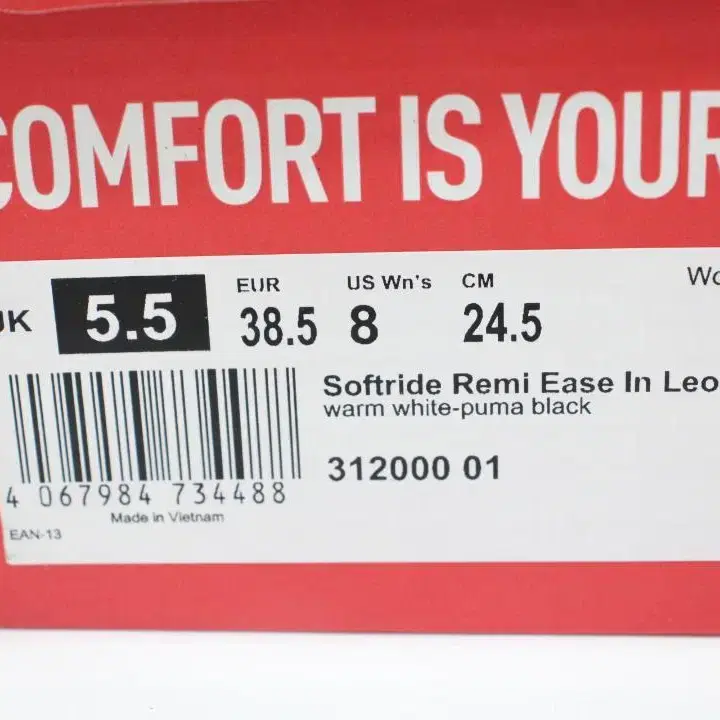 COMFORT IS YOUR
UK 5.5 EUR 38.5 US Wn's 8 CM 24.5
Softride Remi Ease In Leo
warm white-puma black
312000 01
4 067984 734488
Made in Vietnam
EAN-13